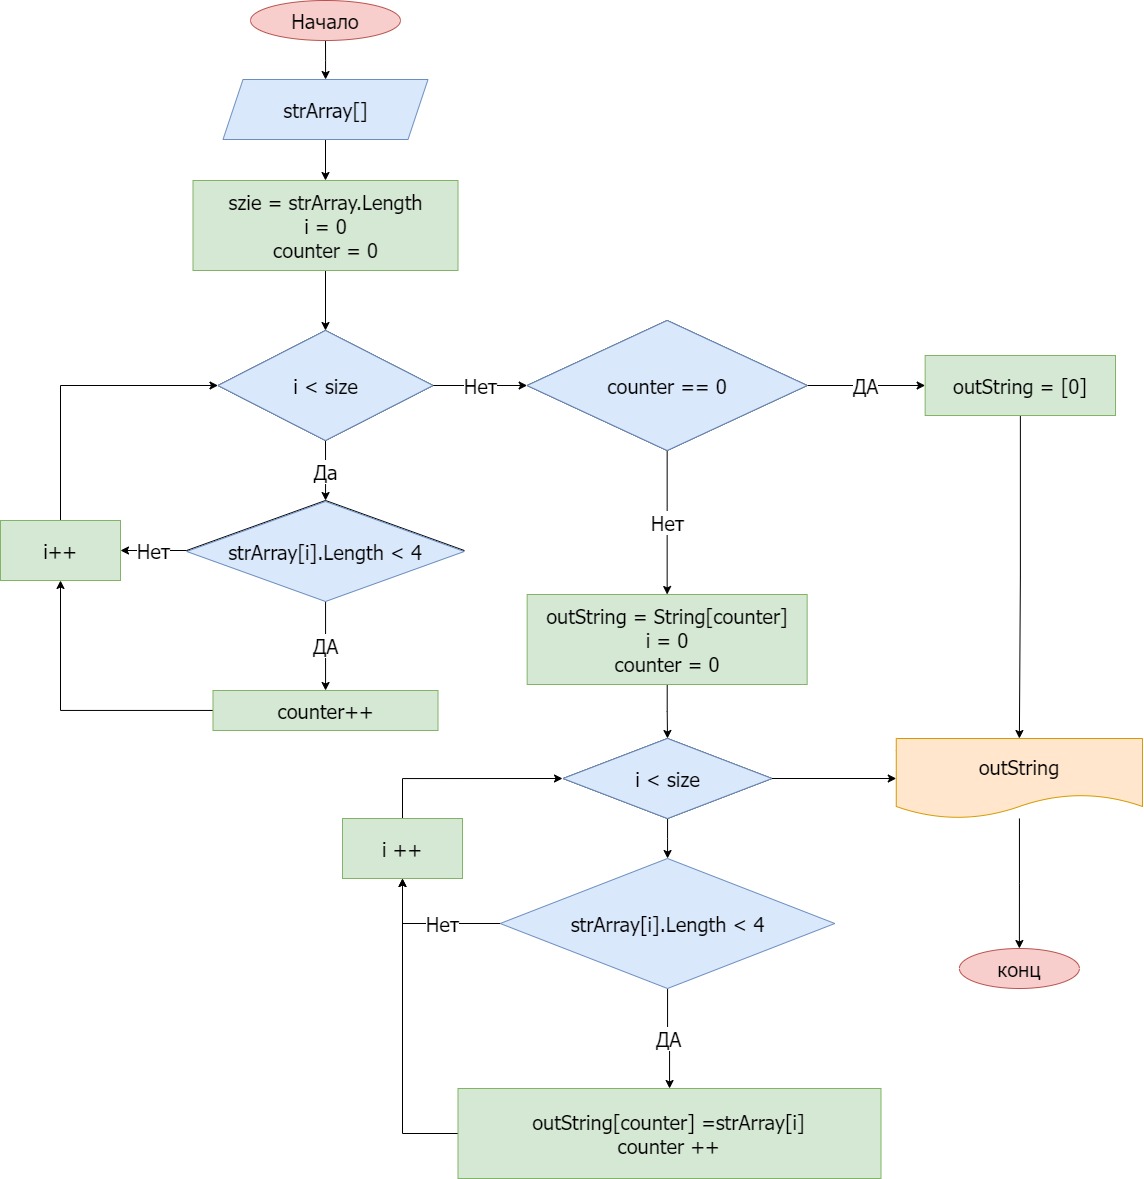 Начало
strArray[]
szie = strArray.Length
i = 0
counter = 0
i < size
Нет
counter == 0
ДА
outString = [0]
Да
strArray[i].Length < 4
Нет
i++
ДА
counter++
Нет
outString = String[counter]
i = 0
counter = 0
i < size
outString
i ++
strArray[i].Length < 4
Нет
ДА
outString[counter] =strArray[i]
counter ++
конц